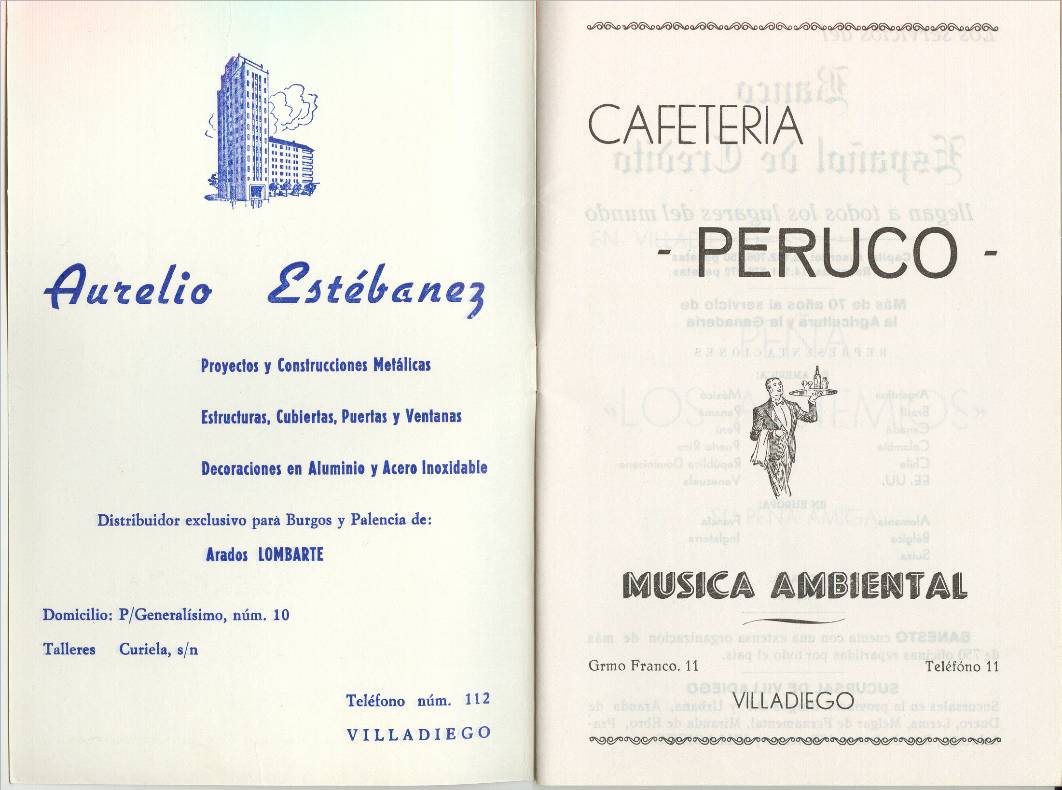 Aurelio Estébanez
Proyectos y Construcciones Metálicas
Estructuras, Cubiertas, Puertas y Ventanas
Decoraciones en Aluminio y Acero Inoxidable
Distribuidor exclusivo para Burgos y Palencia de:
Arados LOMBARTE
Domicilio: P/Generalísimo, núm. 10
Talleres Curiela, s/n
Teléfono núm. 112
VILLADIEGO
CAFETERIA
- PERUCO -
MUSICA AMBIENTAL
Grmo Franco. 11 Teléfóno 11
VILLADIEGO